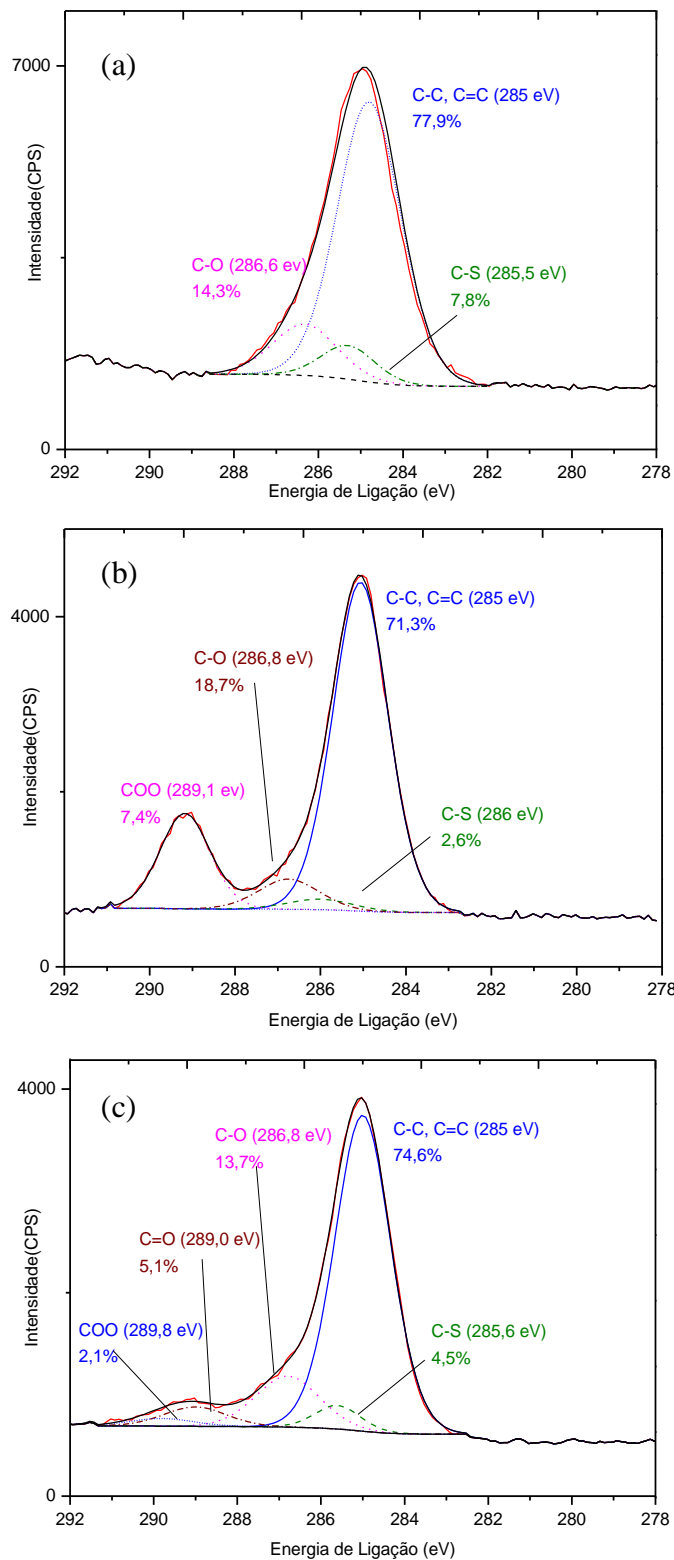 (a)
7000
C-C, C=C (285 eV)
77,9%
C-O (286,6 ev)
14,3%
C-S (285,5 eV)
7,8%
Intensidade(CPS)
0
292 290 288 286 284 282 280 278
Energia de Ligação (eV)
(b)
4000
C-C, C=C (285 eV)
71,3%
C-O (286,8 eV)
18,7%
COO (289,1 ev)
7,4%
C-S (286 eV)
2,6%
Intensidade(CPS)
0
292 290 288 286 284 282 280 278
Energia de Ligação (eV)
(c)
4000
C-O (286,8 eV)
13,7%
C-C, C=C (285 eV)
74,6%
C=O (289,0 eV)
5,1%
COO (289,8 eV)
2,1%
C-S (285,6 eV)
4,5%
Intensidade(CPS)
0
292 290 288 286 284 282 280 278
Energia de Ligação (eV)